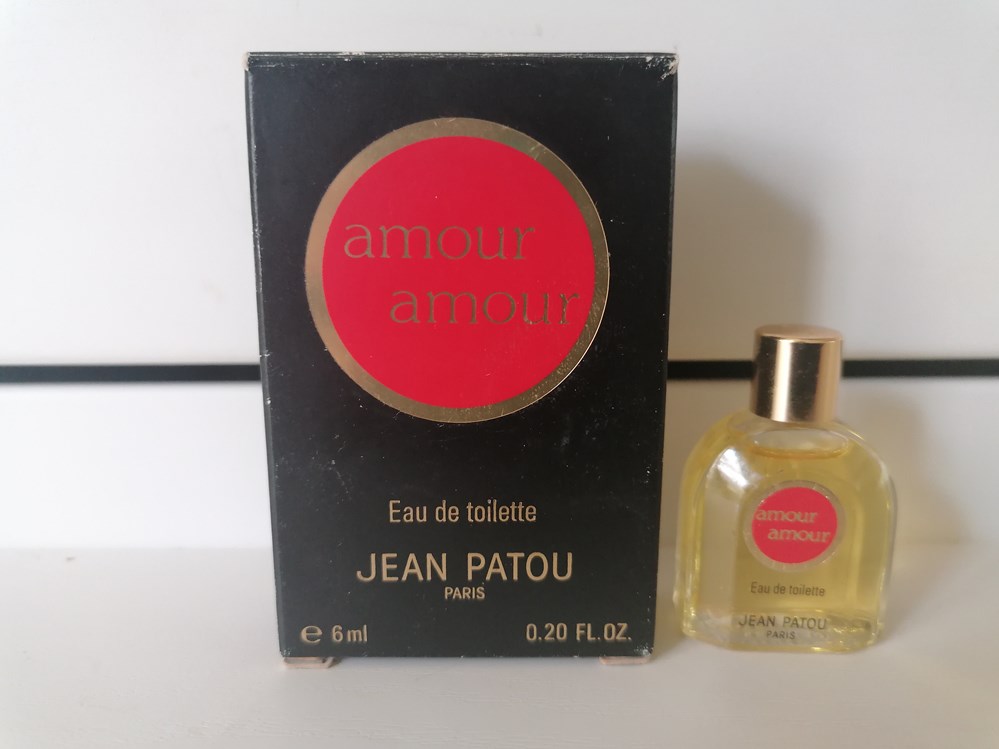 amour
amour
Eau de toilette
JEAN PATOU
PARIS
℮ 6 ml
0.20 FL.OZ.
amour
amour
Eau de toilette
JEAN PATOU
PARIS